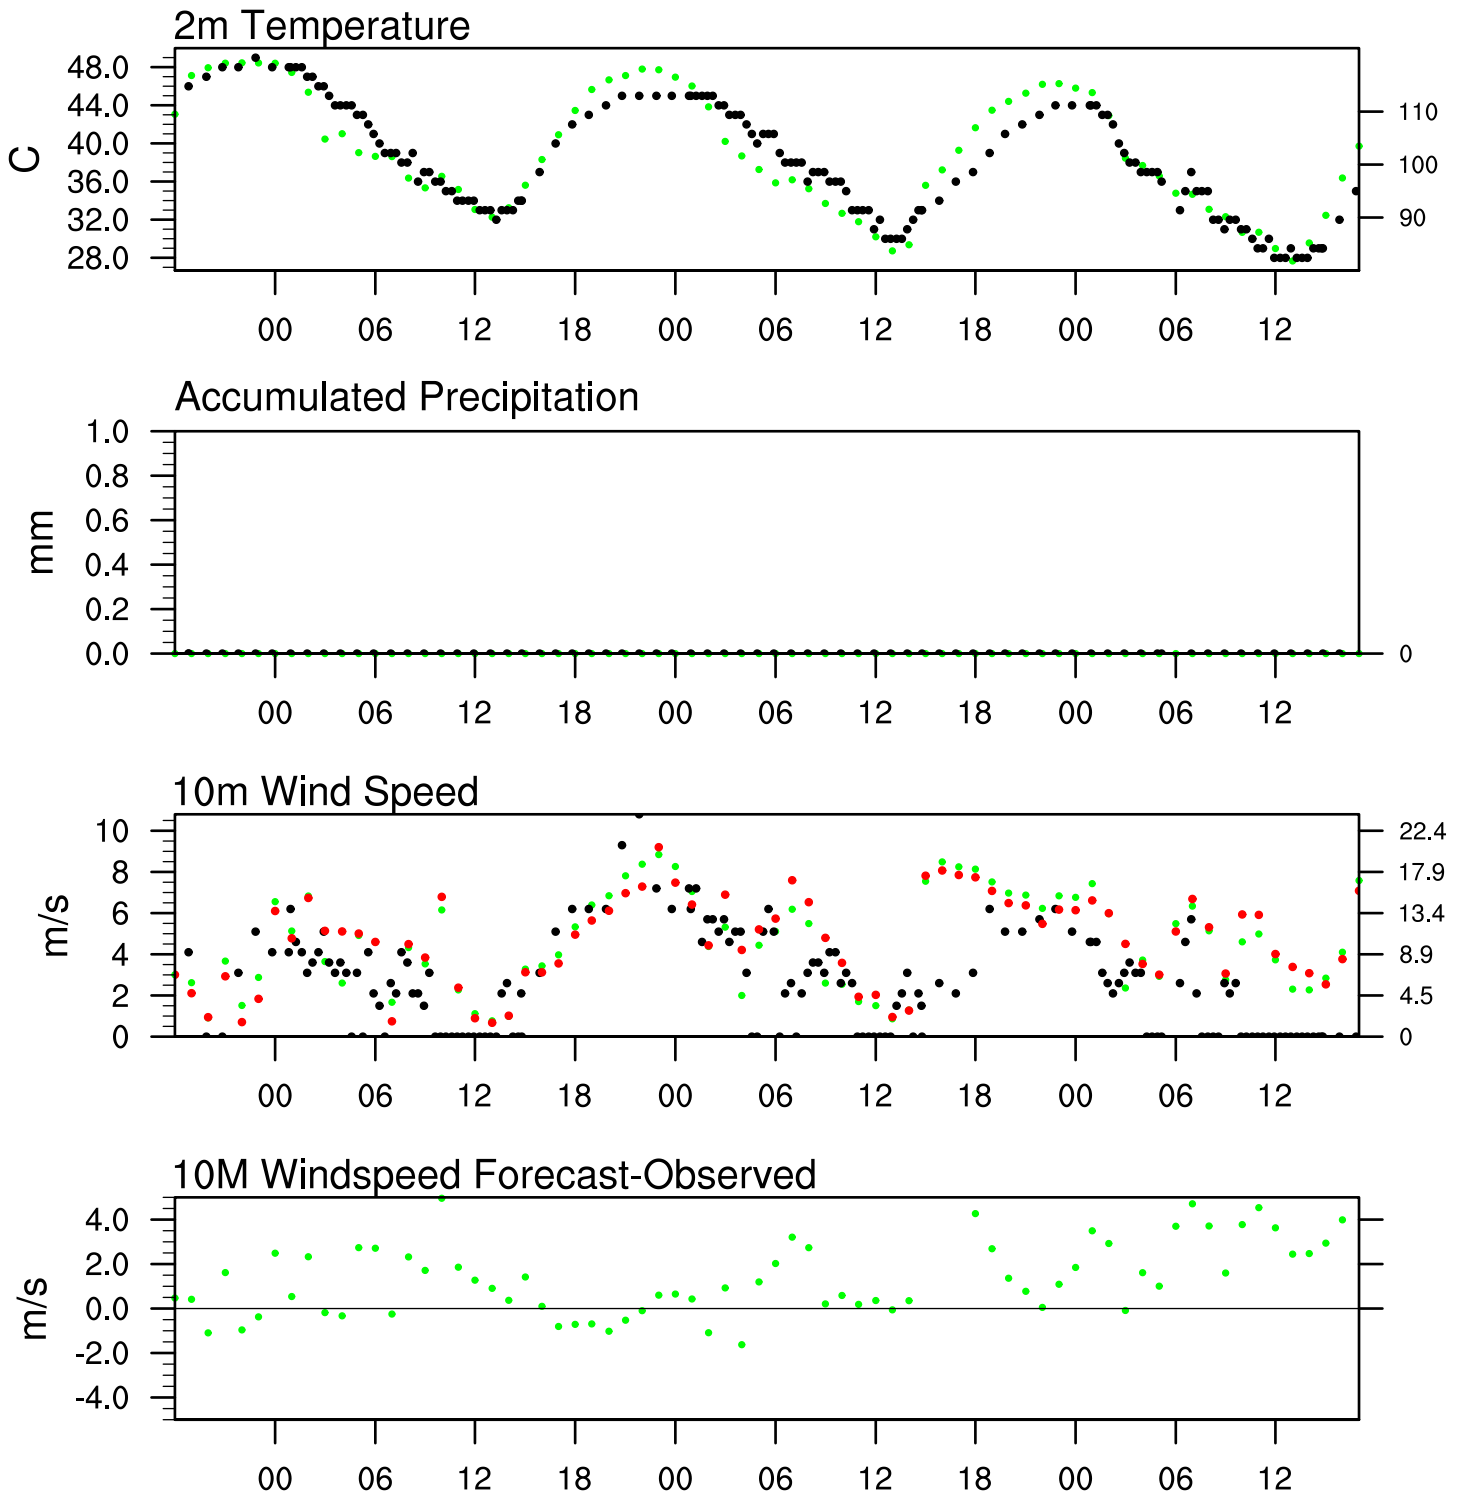 2m Temperature
C
48.0
44.0
40.0
36.0
32.0
28.0
110
100
90
00 06 12 18 00 06 12 18 00 06 12
Accumulated Precipitation
mm
1.0
0.8
0.6
0.4
0.2
0.0
0
00 06 12 18 00 06 12 18 00 06 12
10m Wind Speed
m/s
10
8
6
4
2
0
22.4
17.9
13.4
8.9
4.5
0
00 06 12 18 00 06 12 18 00 06 12
10M Windspeed Forecast-Observed
m/s
4.0
2.0
0.0
-2.0
-4.0
00 06 12 18 00 06 12 18 00 06 12